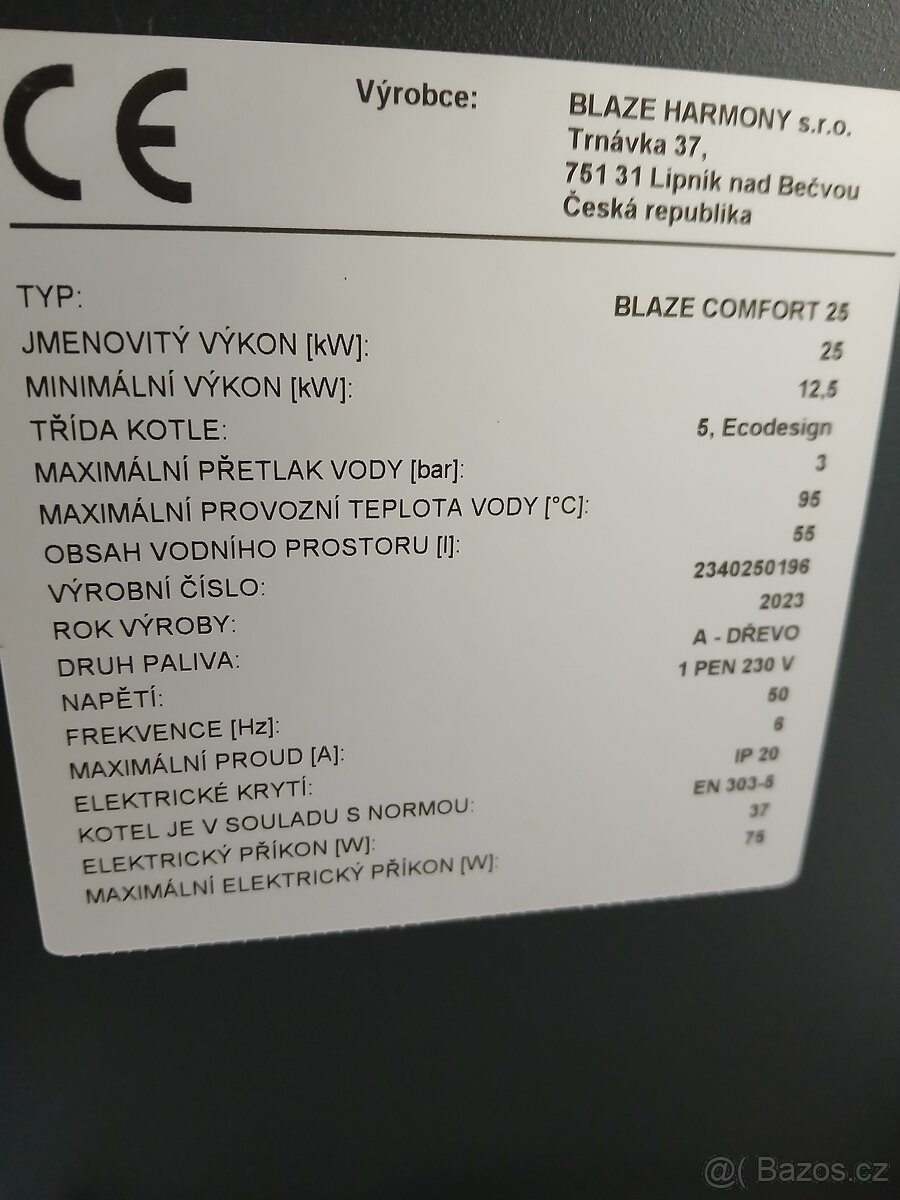 CE
Výrobce:
BLAZE HARMONY s.r.o.
Trnávka 37,
751 31 Lipník nad Bečvou
Česká republika
TYP: BLAZE COMFORT 25
JMENOVITÝ VÝKON [kW]: 25
MINIMÁLNÍ VÝKON [kW]: 12,5
TŘÍDA KOTLE: 5, Ecodesign
MAXIMÁLNÍ PŘETLAK VODY [bar]: 3
MAXIMÁLNÍ PROVOZNÍ TEPLOTA VODY [°C]: 95
OBSAH VODNÍHO PROSTORU [l]: 55
VÝROBNÍ ČÍSLO: 2340250196
ROK VÝROBY: 2023
DRUH PALIVA: A - DŘEVO
NAPĚTÍ: 1 PEN 230 V
FREKVENCE [Hz]: 50
MAXIMÁLNÍ PROUD [A]: 6
ELEKTRICKÉ KRYTÍ: IP 20
KOTEL JE V SOULADU S NORMOU: EN 303-5
ELEKTRICKÝ PŘÍKON [W]: 37
MAXIMÁLNÍ ELEKTRICKÝ PŘÍKON [W]: 75
@( Bazos.cz